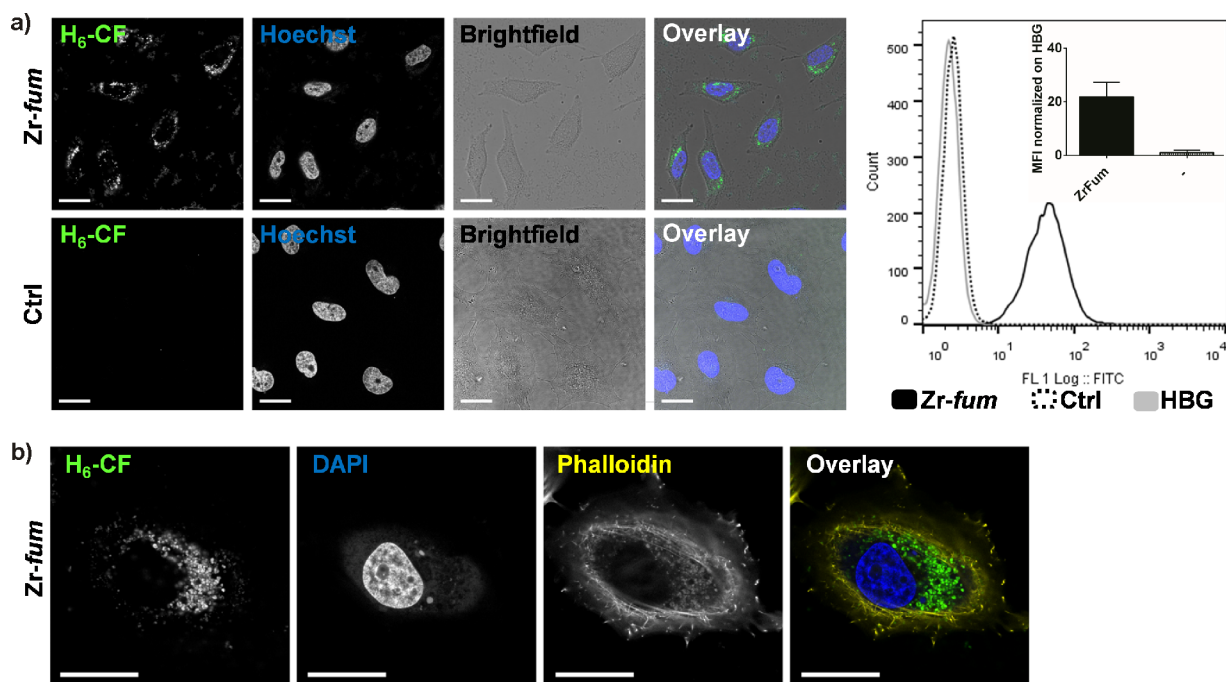 a)
H6-CF
Hoechst
Brightfield
Overlay
Zr-fum
H6-CF
Hoechst
Brightfield
Overlay
Ctrl
500
400
300
200
100
0
Count
10^0
10^1
10^2
10^3
10^4
FL 1 Log :: FITC
40
20
0
MFI normalized on HBG
ZrFum
-
Zr-fum
Ctrl
HBG
b)
H6-CF
DAPI
Phalloidin
Overlay
Zr-fum